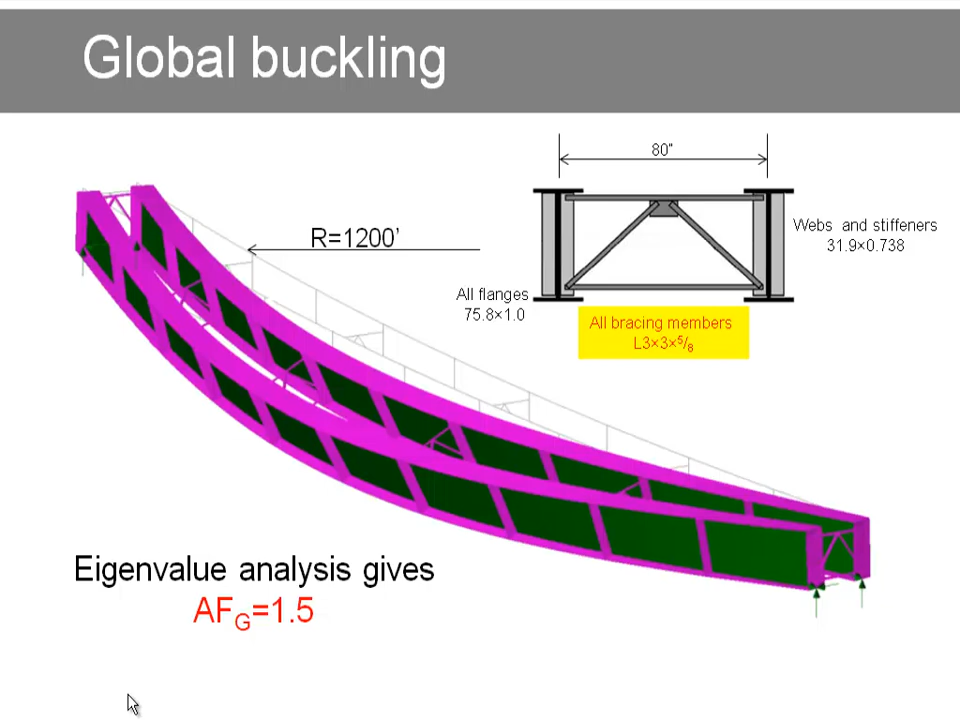 Global buckling
80"
R=1200'
Webs and stiffeners
31.9×0.738
All flanges
75.8×1.0
All bracing members
L3×3×⁵/₈
Eigenvalue analysis gives
AF_G=1.5